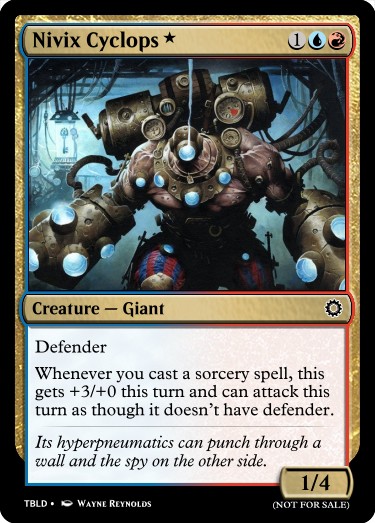 Nivix Cyclops ★ 1
Creature — Giant
Defender
Whenever you cast a sorcery spell, this
gets +3/+0 this turn and can attack this
turn as though it doesn't have defender.
Its hyperpneumatics can punch through a
wall and the spy on the other side.
1/4
TBLD • Wayne Reynolds
(NOT FOR SALE)